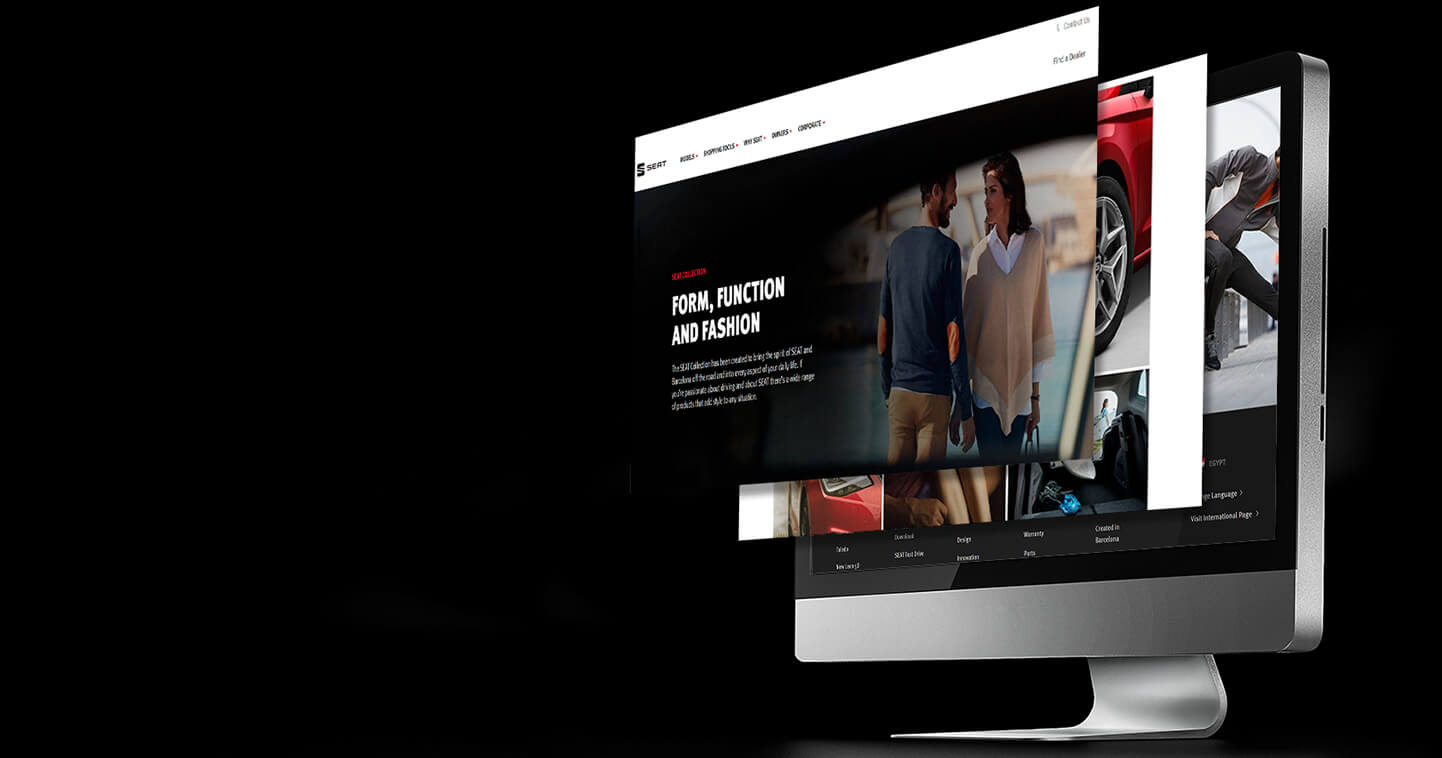 Contact Us
Find a Dealer
SEAT
MODELS
SHOPPING TOOLS
WHY SEAT
OWNERS
CORPORATE
SEAT COLLECTION
FORM, FUNCTION
AND FASHION
The SEAT Collection has been created to bring the spirit of SEAT and
Barcelona off the road and into every aspect of your daily life. If
you're passionate about driving and about SEAT there's a wide range
of products that add style to any situation.
EGYPT
ge Language
Visit International Page
Toledo
Download
Design
Warranty
Created in
Barcelona
SEAT Test Drive
Innovation
Parts